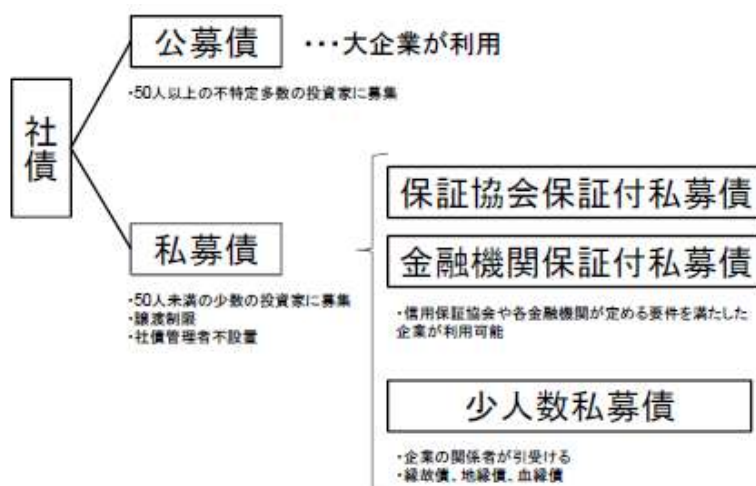 社債
公募債
・・・大企業が利用
・50人以上の不特定多数の投資家に募集
私募債
・50人未満の少数の投資家に募集
・譲渡制限
・社債管理者不設置
保証協会保証付私募債
金融機関保証付私募債
・信用保証協会や各金融機関が定める要件を満たした
企業が利用可能
少人数私募債
・企業の関係者が引受ける
・縁故債、地縁債、血縁債